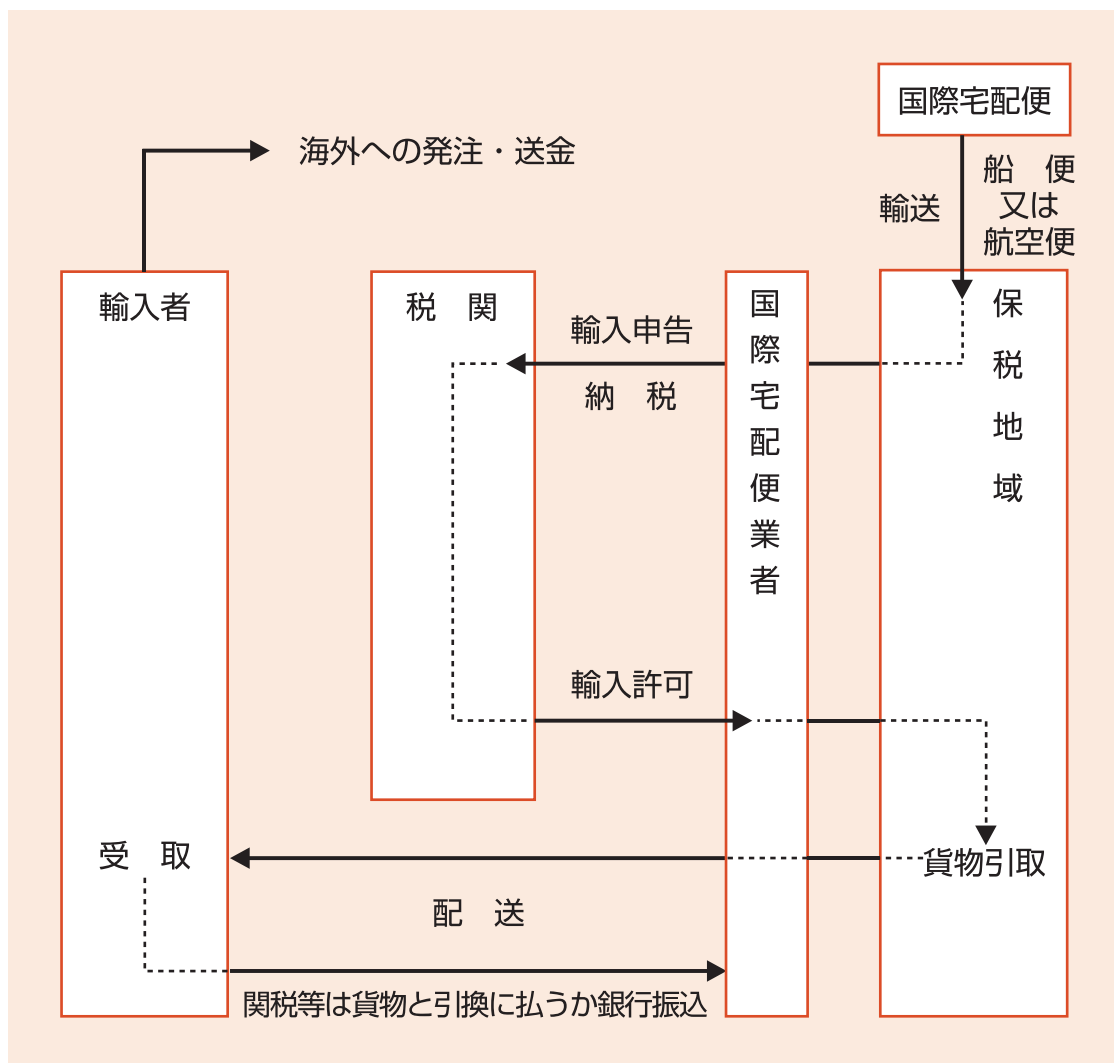 国際宅配便
海外への発注・送金
輸送
船　便
又は
航空便
輸入者
税　関
国際宅配便業者
保税地域
輸入申告
納　税
輸入許可
受　取
貨物引取
配　送
関税等は貨物と引換に払うか銀行振込